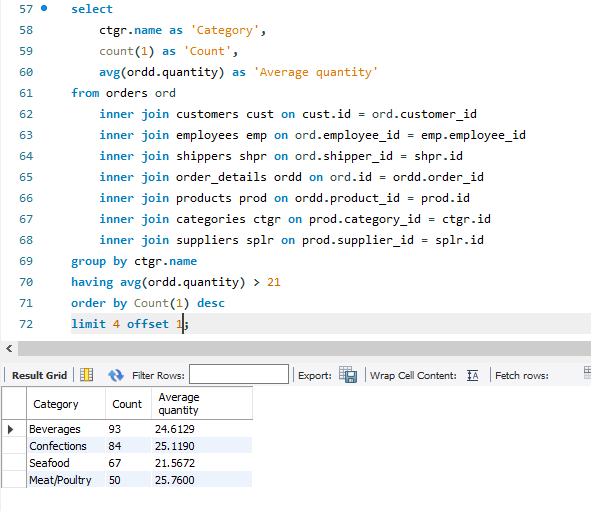 57 select
58 ctgr.name as 'Category',
59 count(1) as 'Count',
60 avg(ordd.quantity) as 'Average quantity'
61 from orders ord
62 inner join customers cust on cust.id = ord.customer_id
63 inner join employees emp on ord.employee_id = emp.employee_id
64 inner join shippers shpr on ord.shipper_id = shpr.id
65 inner join order_details ordd on ord.id = ordd.order_id
66 inner join products prod on ordd.product_id = prod.id
67 inner join categories ctgr on prod.category_id = ctgr.id
68 inner join suppliers splr on prod.supplier_id = splr.id
69 group by ctgr.name
70 having avg(ordd.quantity) > 21
71 order by Count(1) desc
72 limit 4 offset 1;
Result Grid Filter Rows: Export: Wrap Cell Content: IA Fetch rows:
Category Count Average quantity
Beverages 93 24.6129
Confections 84 25.1190
Seafood 67 21.5672
Meat/Poultry 50 25.7600